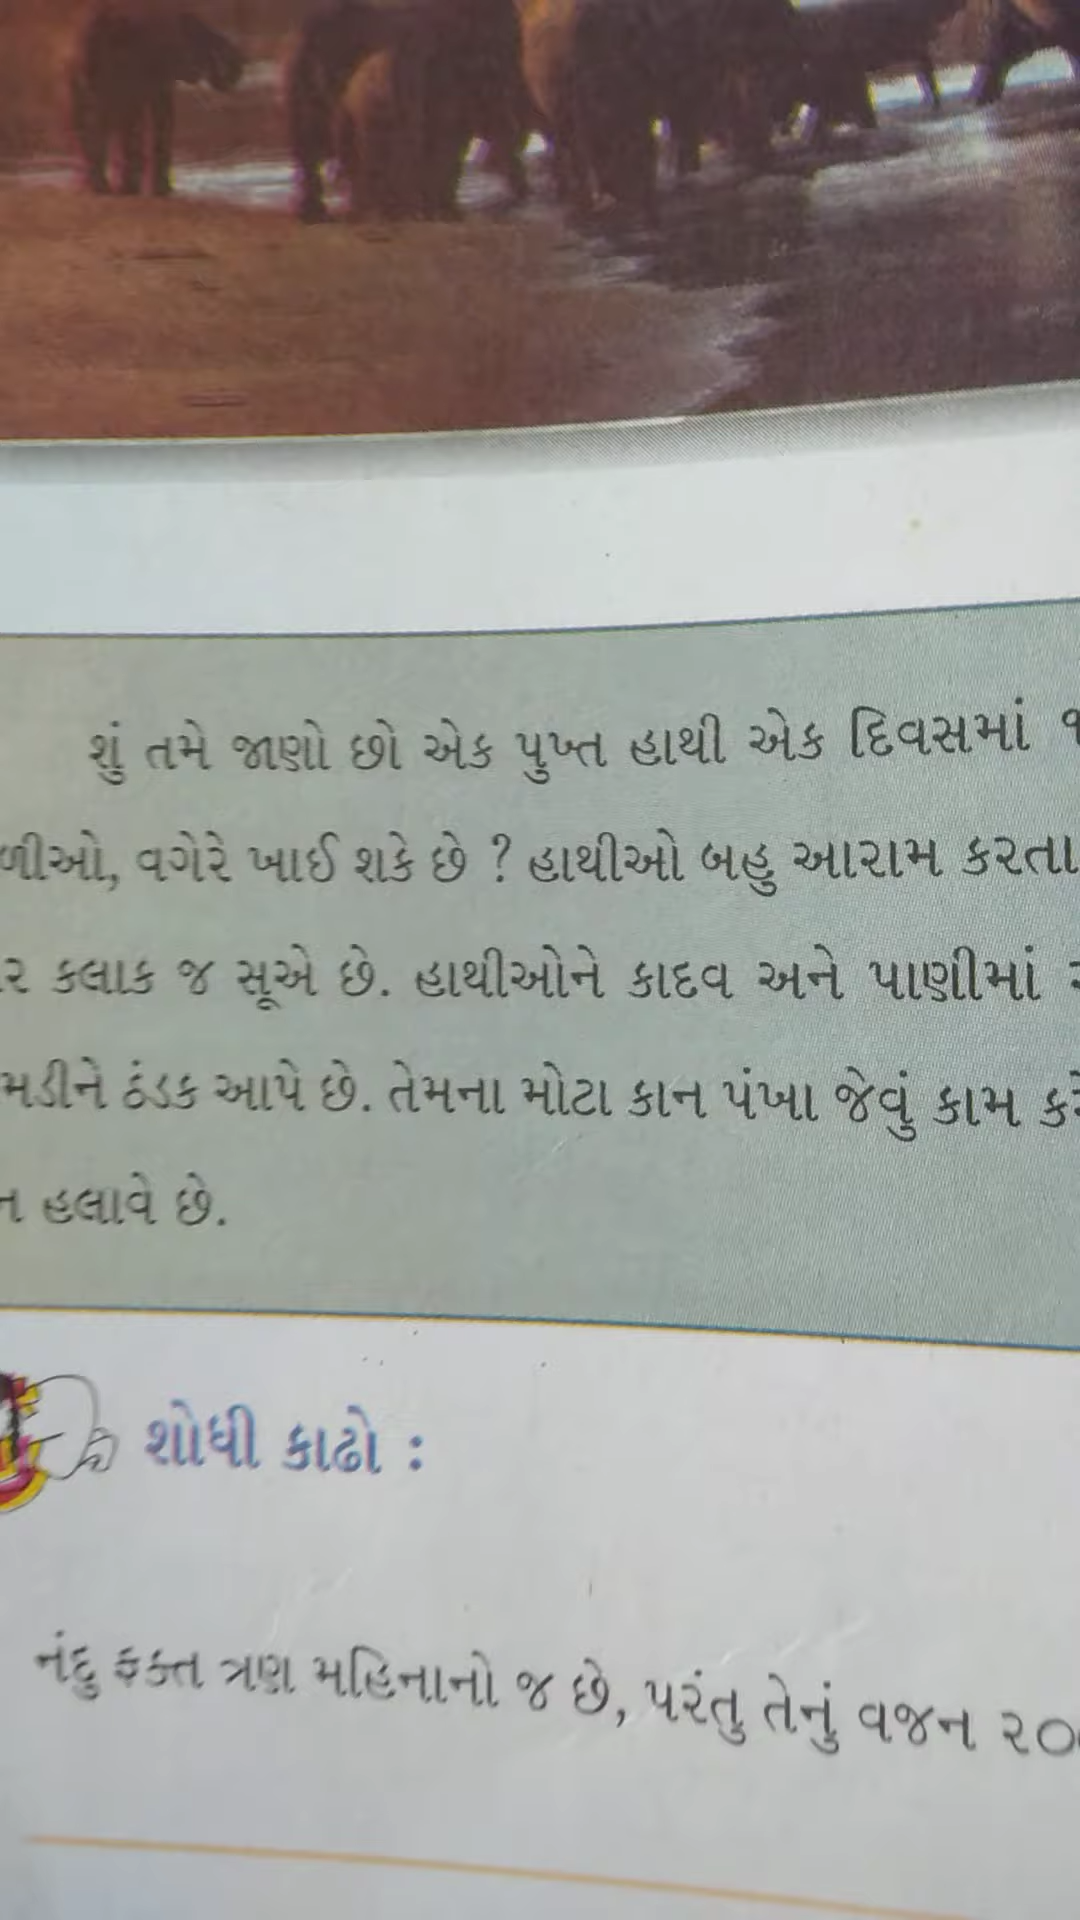 શું તમે જાણો છો એક પુખ્ત હાથી એક દિવસમાં
ળીઓ, વગેરે ખાઈ શકે છે ? હાથીઓ બહુ આરામ કરતા
કલાક જ સૂએ છે. હાથીઓને કાદવ અને પાણીમાં
મડીને ઠંડક આપે છે. તેમના મોટા કાન પંખા જેવું કામ
હલાવે છે.
શોધી કાઢો :
નંદુ ફક્ત ત્રણ મહિનાનો જ છે, પરંતુ તેનું વજન